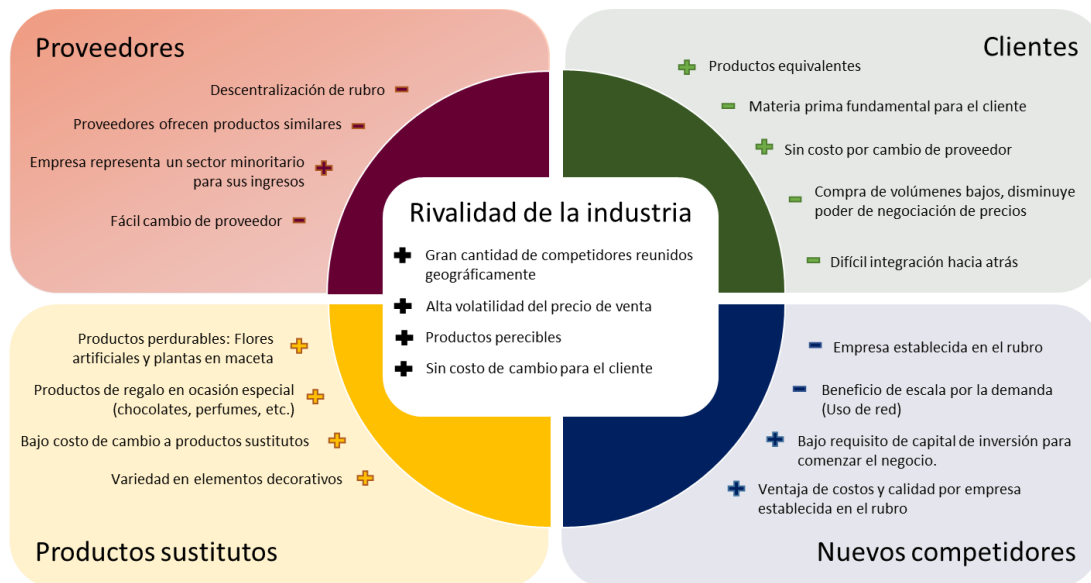 Proveedores
Descentralización de rubro
Proveedores ofrecen productos similares
Empresa representa un sector minoritario
para sus ingresos
Fácil cambio de proveedor
Clientes
Productos equivalentes
Materia prima fundamental para el cliente
Sin costo por cambio de proveedor
Compra de volúmenes bajos, disminuye
poder de negociación de precios
Difícil integración hacia atrás
Rivalidad de la industria
Gran cantidad de competidores reunidos
geográficamente
Alta volatilidad del precio de venta
Productos perecibles
Sin costo de cambio para el cliente
Productos perdurables: Flores
artificiales y plantas en maceta
Productos de regalo en ocasión especial
(chocolates, perfumes, etc.)
Bajo costo de cambio a productos sustitutos
Variedad en elementos decorativos
Productos sustitutos
Empresa establecida en el rubro
Beneficio de escala por la demanda
(Uso de red)
Bajo requisito de capital de inversión para
comenzar el negocio.
Ventaja de costos y calidad por empresa
establecida en el rubro
Nuevos competidores